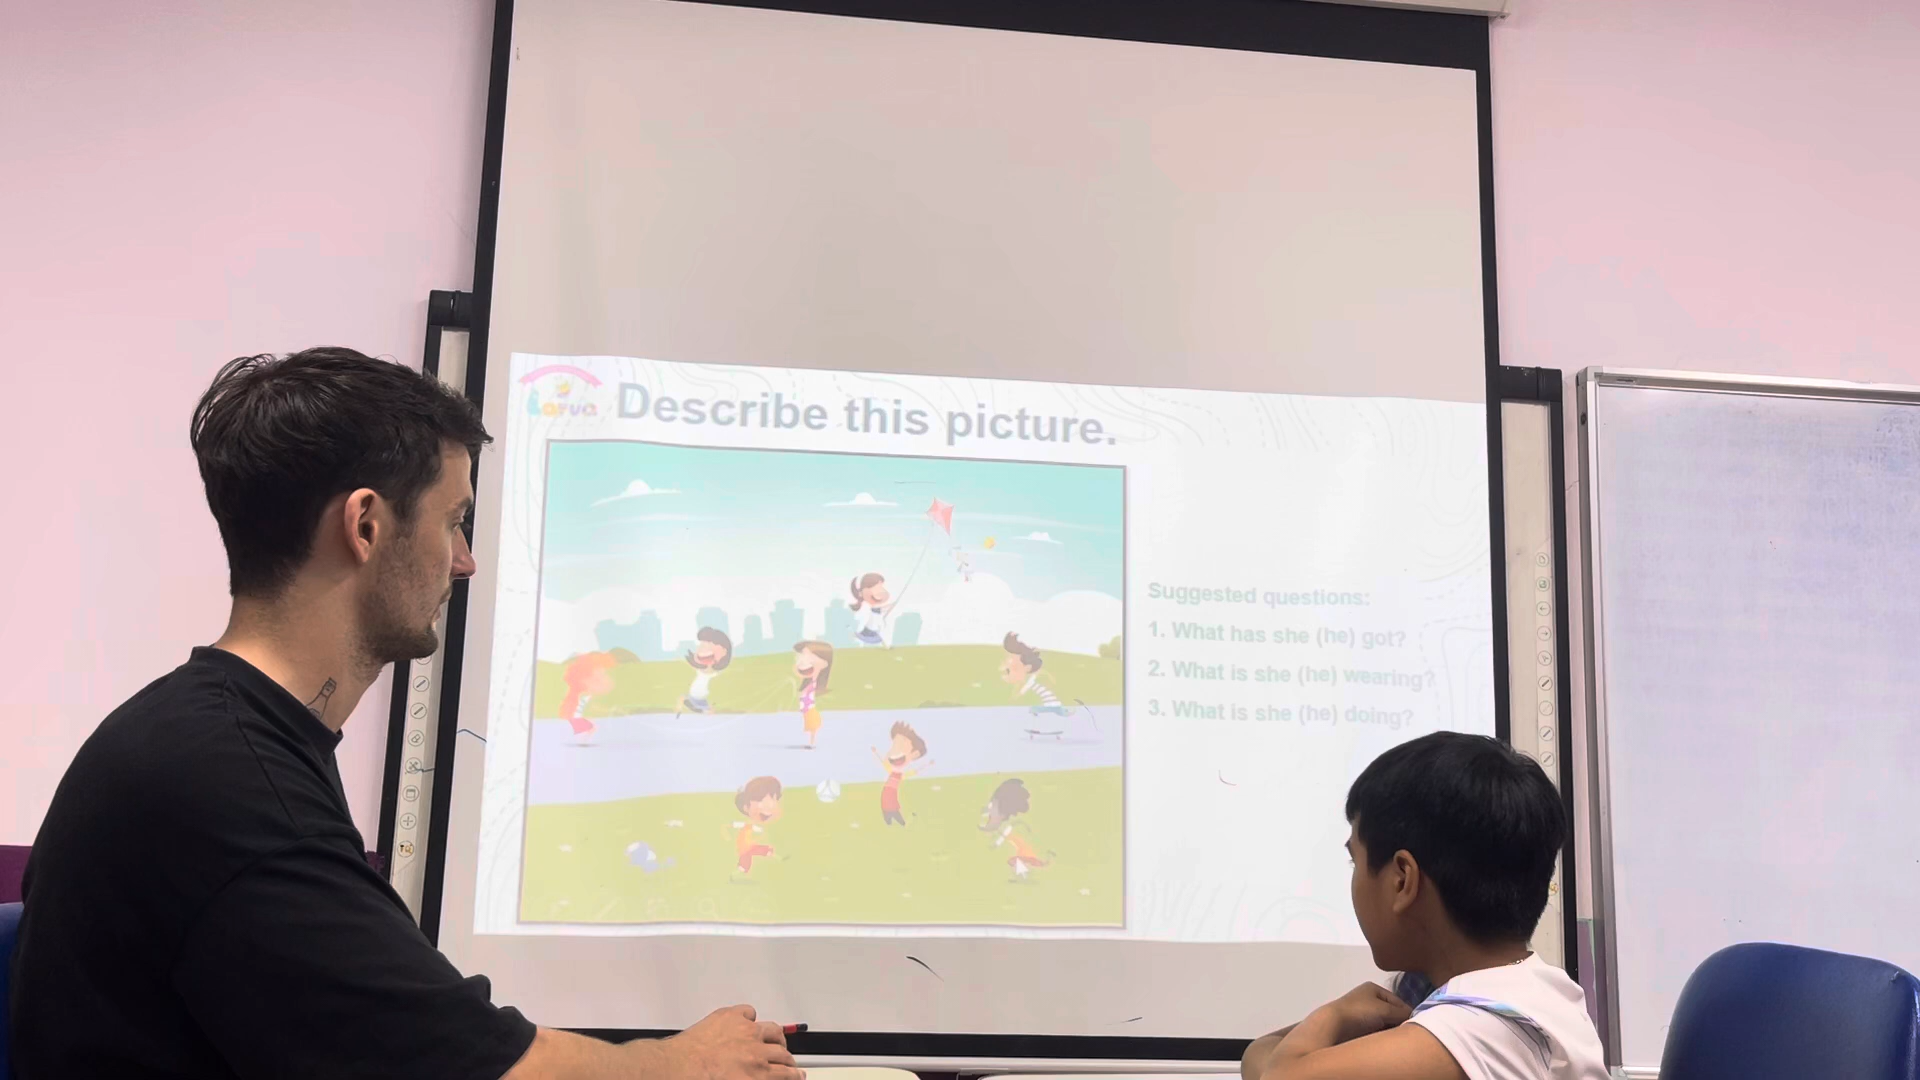 Larva
Describe this picture.
Suggested questions:
1. What has she (he) got?
2. What is she (he) wearing?
3. What is she (he) doing?